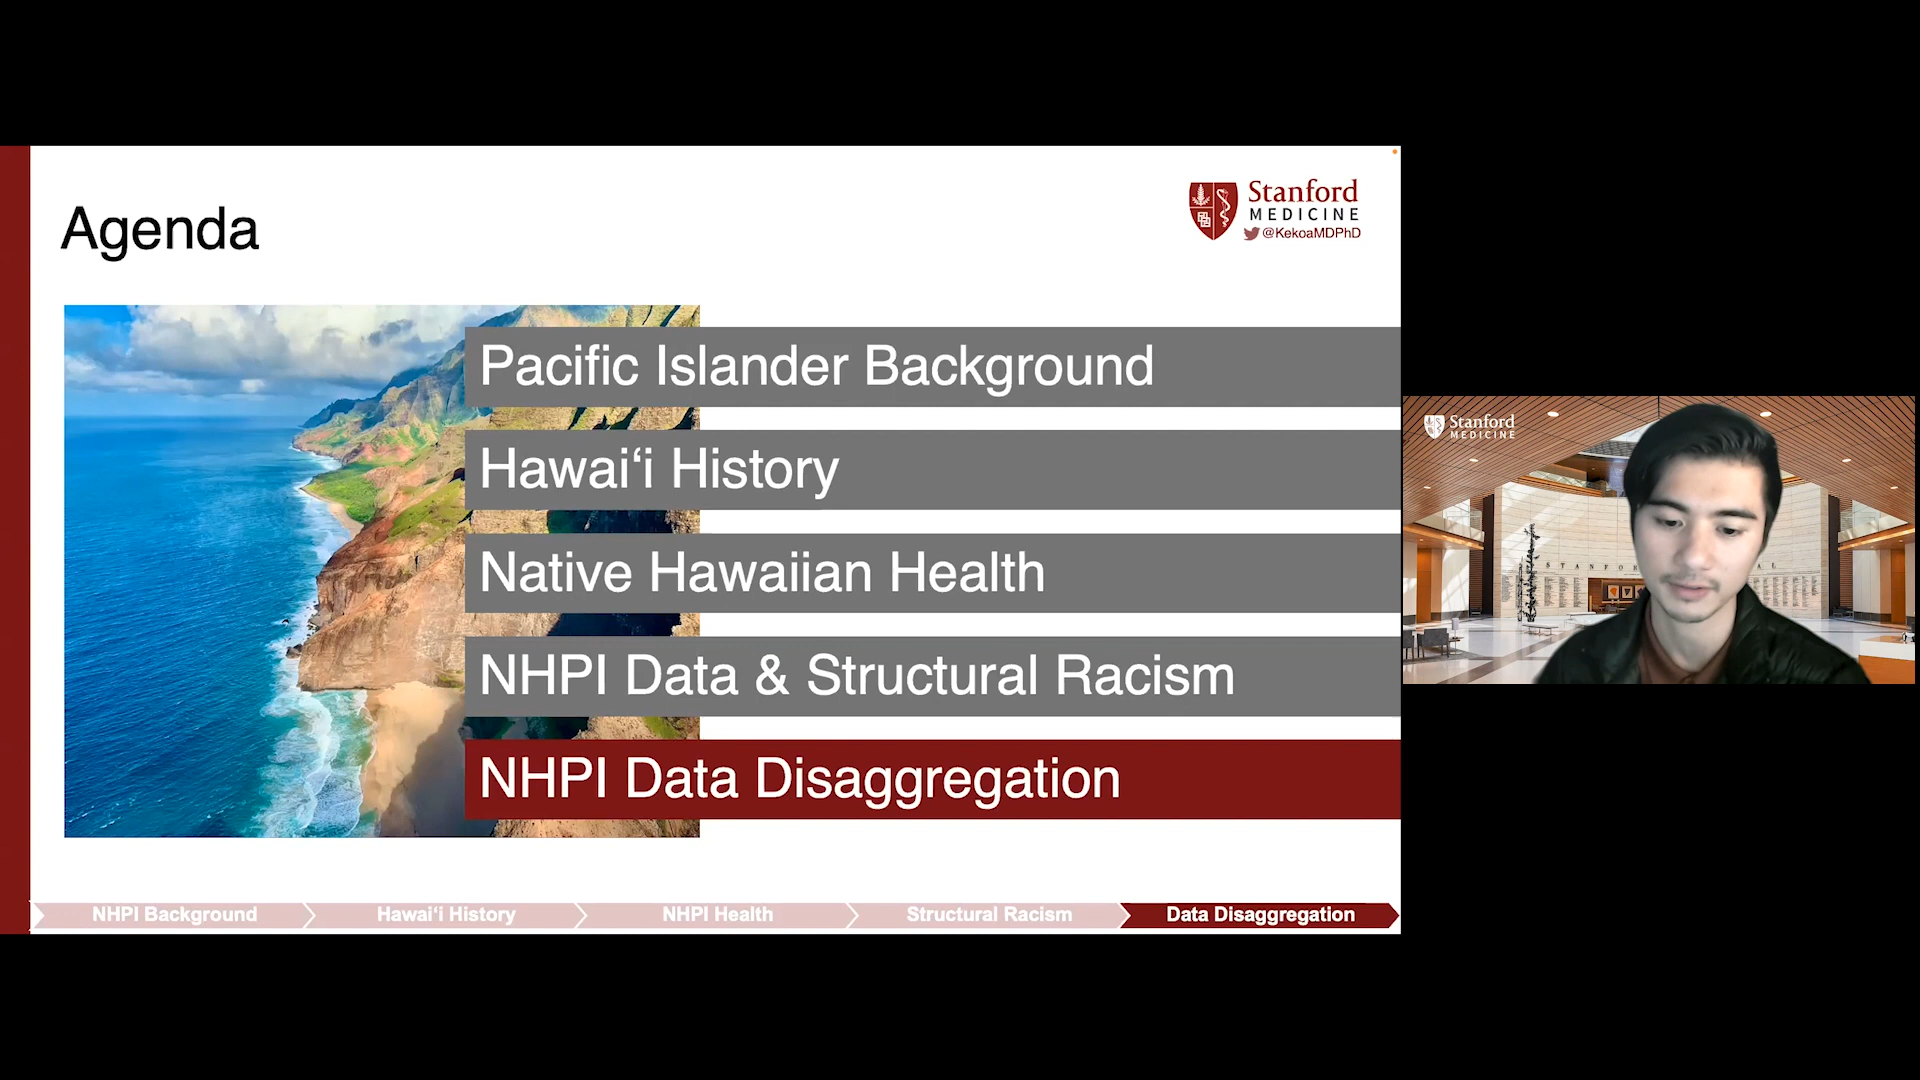 Agenda
Stanford
MEDICINE
@KekoaMDPhD
Pacific Islander Background
Hawai‘i History
Native Hawaiian Health
NHPI Data & Structural Racism
NHPI Data Disaggregation
NHPI Background
Hawai‘i History
NHPI Health
Structural Racism
Data Disaggregation
Stanford
MEDICINE